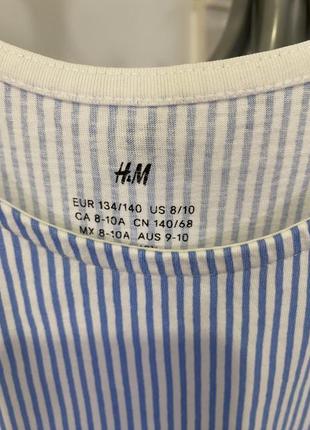 H&M
EUR 134/140 US 8/10
CA 8-10A CN 140/68
MX 8-10A AUS 9-10